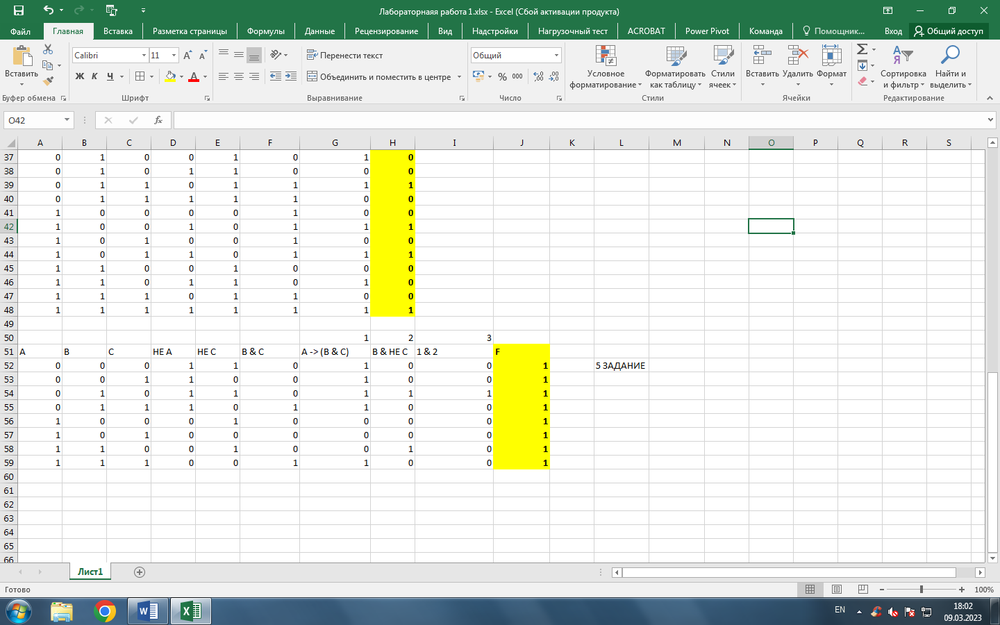 Лабораторнаяя работа 1.xlsx - Excel (Сбой активации продукта)
Файл Главная Вставка Разметка страницы Формулы Данные Рецензирование Вид Надстройки Нагрузочный тест ACROBAT Power Pivot Команда Помощник... Вход Общий доступ
Вставить
Calibri 11
Ж К Ч А
Перенести текст
Объединить и поместить в центре
Общий
% 000
Условное форматирование
Форматировать как таблицу
Стили ячеек
Вставить Удалить Формат
Сортировка и фильтр
Найти и выделить
Буфер обмена Шрифт Выравнивание Число Стили Ячейки Редактирование
O42 fx
A B C D E F G H I J K L M N O P Q R S
37 0 1 0 0 1 0 1 0
38 0 1 0 1 1 0 0 0
39 0 1 1 0 1 1 1 1
40 0 1 1 1 1 1 0 0
41 1 0 0 0 0 1 0 0
42 1 0 0 1 0 1 1 1
43 1 0 1 0 0 1 0 0
44 1 0 1 1 0 1 1 1
45 1 1 0 0 1 0 0 0
46 1 1 0 1 1 0 1 0
47 1 1 1 0 1 1 0 0
48 1 1 1 1 1 1 1 1
49
50 1 2 3
51 A B C НЕ A НЕ C B & C A -> (B & C) B & НЕ C 1 & 2 F
52 0 0 0 1 1 0 1 0 0 1 5 ЗАДАНИЕ
53 0 0 1 1 0 0 1 0 0 1
54 0 1 0 1 1 0 1 1 1 1
55 0 1 1 1 0 1 1 0 0 1
56 1 0 0 0 1 0 0 0 0 1
57 1 0 1 0 0 0 0 0 0 1
58 1 1 0 0 1 0 0 1 0 1
59 1 1 1 0 0 1 1 0 0 1
60
61
62
63
64
65
66
Лист1
Готово 100%
EN 18:02
09.03.2023